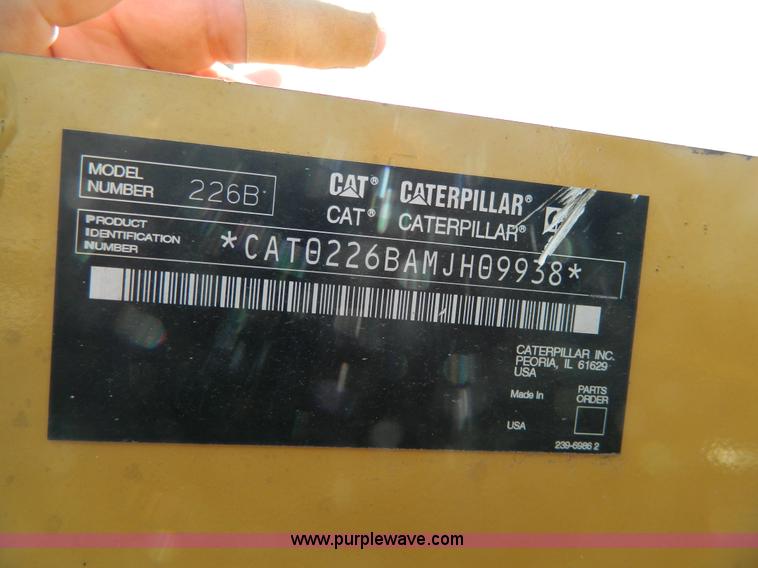 MODEL NUMBER 226B
CAT® CATERPILLAR®
CAT® CATERPILLAR®
PRODUCT IDENTIFICATION NUMBER
*CAT0226BAMJH09938*
CATERPILLAR INC.
PEORIA, IL 61629
USA
Made In
PARTS ORDER
USA
239-6986 2
www.purplewave.com